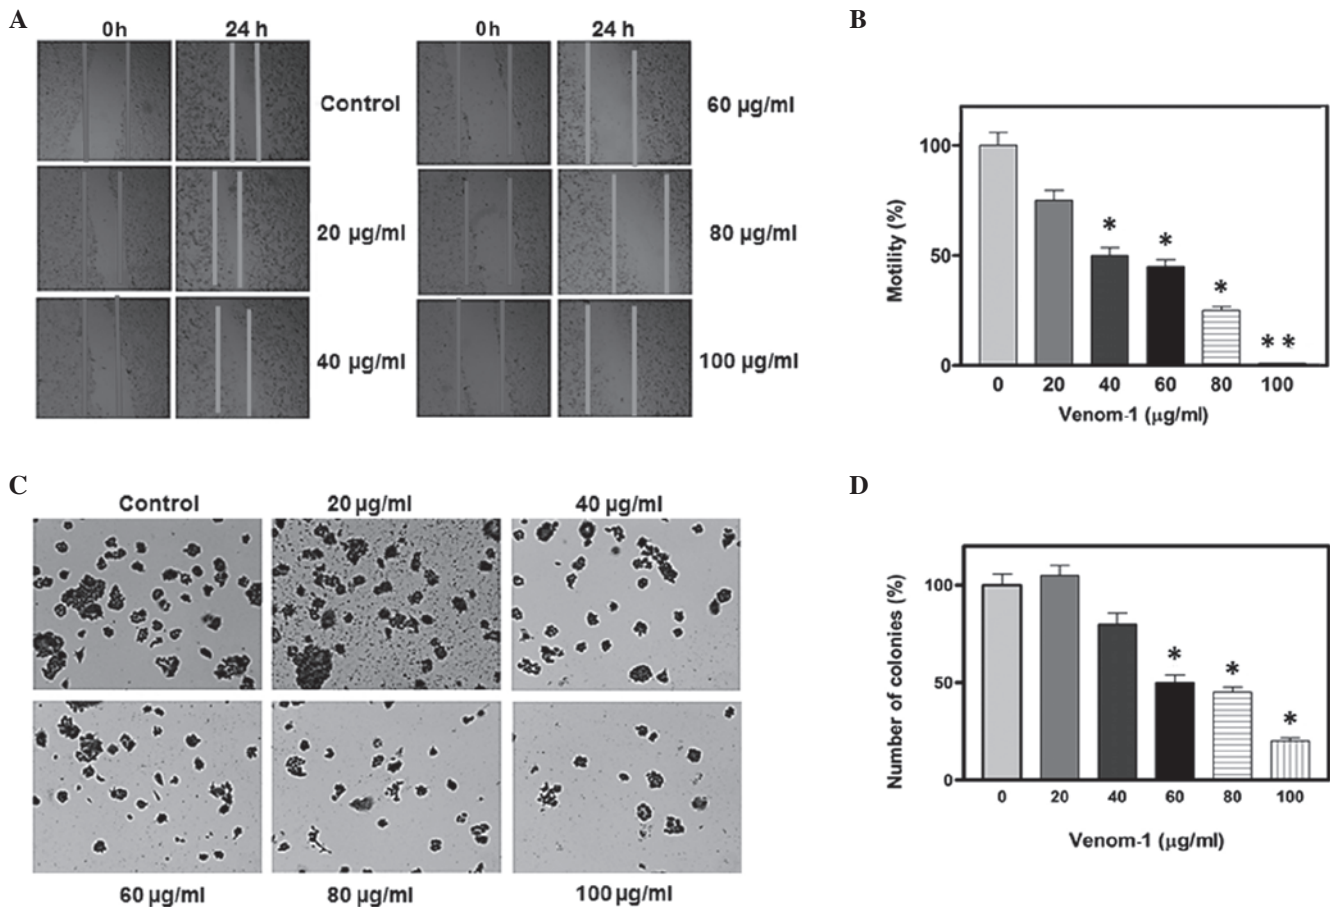 A
0h
24 h
Control
20 µg/ml
40 µg/ml
0h
24 h
60 µg/ml
80 µg/ml
100 µg/ml
B
Motility (%)
100
50
0
* * * * *
0 20 40 60 80 100
Venom-1 (µg/ml)
C
Control 20 µg/ml 40 µg/ml
60 µg/ml 80 µg/ml 100 µg/ml
D
Number of colonies (%)
100
50
0
* * *
0 20 40 60 80 100
Venom-1 (µg/ml)